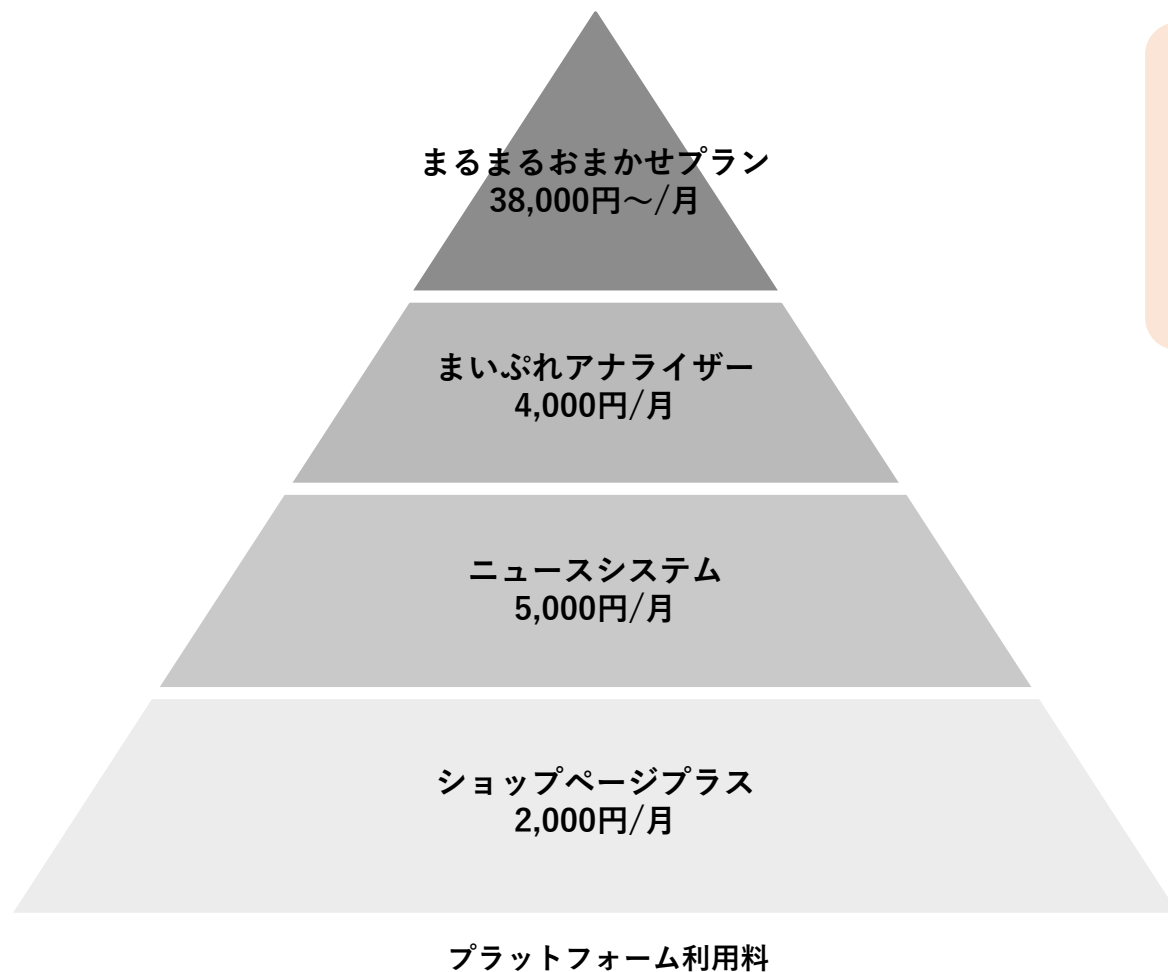 まるまるおまかせプラン
38,000円～/月
まいぷれアナライザー
4,000円/月
ニュースシステム
5,000円/月
ショップページプラス
2,000円/月
プラットフォーム利用料